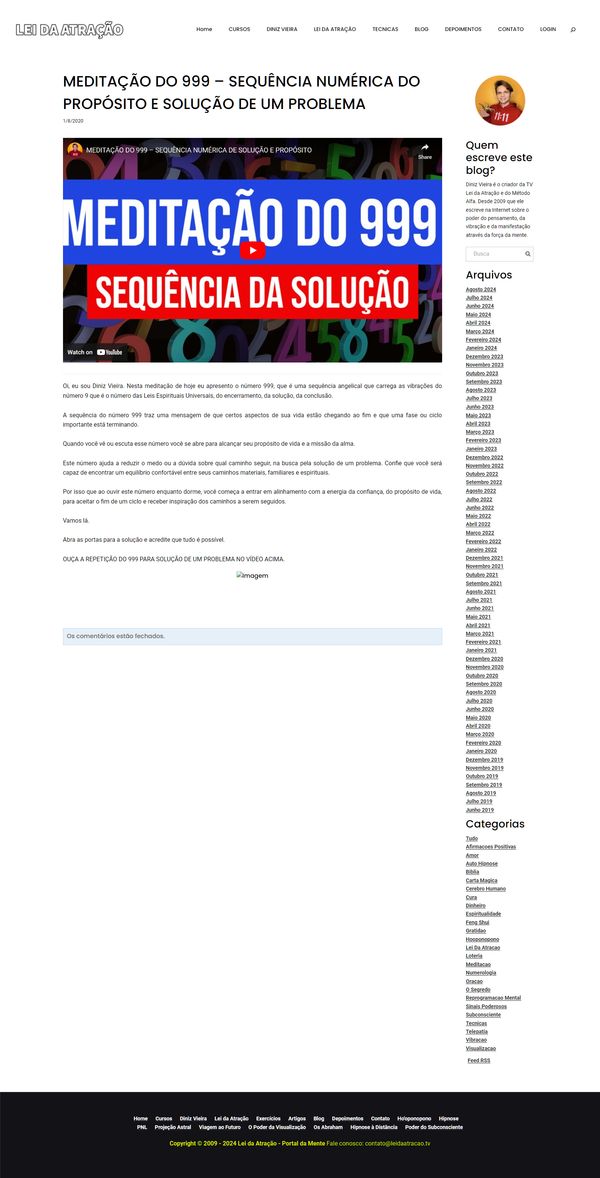 LEI DA ATRAÇÃO
Home CURSOS DINIZ VIEIRA LEI DA ATRAÇÃO TECNICAS BLOG DEPOIMENTOS CONTATO LOGIN
MEDITAÇÃO DO 999 – SEQUÊNCIA NUMÉRICA DO
PROPÓSITO E SOLUÇÃO DE UM PROBLEMA
1/8/2020
MEDITAÇÃO DO 999 – SEQUÊNCIA NUMÉRICA DE SOLUÇÃO E PROPÓSITO
Share
MEDITAÇÃO DO 999
SEQUÊNCIA DA SOLUÇÃO
Watch on YouTube
Oi, eu sou Diniz Vieira. Nesta meditação de hoje eu apresento o número 999, que é uma sequência angelical que carrega as vibrações do
número 9 que é o número das Leis Espirituais Universais, do encerramento, da solução, da conclusão.
A sequência do número 999 traz uma mensagem de que certos aspectos de sua vida estão chegando ao fim e que uma fase ou ciclo
importante está terminando.
Quando você vê ou escuta esse número você se abre para alcançar seu propósito de vida e a missão da alma.
Este número ajuda a reduzir o medo ou a dúvida sobre qual caminho seguir, na busca pela solução de um problema. Confie que você será
capaz de encontrar um equilíbrio confortável entre seus caminhos materiais, familiares e espirituais.
Por isso que ao ouvir este número enquanto dorme, você começa a entrar em alinhamento com a energia da confiança, do propósito de vida,
para aceitar o fim de um ciclo e receber inspiração dos caminhos a serem seguidos.
Vamos lá.
Abra as portas para a solução e acredite que tudo é possível.
OUÇA A REPETIÇÃO DO 999 PARA SOLUÇÃO DE UM PROBLEMA NO VÍDEO ACIMA.
Imagem
Os comentários estão fechados.
11:11
Quem
escreve este
blog?
Diniz Vieira é o criador da TV
Lei da Atração e do Método
Alfa. Desde 2009 que ele
escreve na Internet sobre o
poder do pensamento, da
vibração e da manifestação
através da força da mente.
Busca
Arquivos
Agosto 2024
Julho 2024
Junho 2024
Maio 2024
Abril 2024
Março 2024
Fevereiro 2024
Janeiro 2024
Dezembro 2023
Novembro 2023
Outubro 2023
Setembro 2023
Agosto 2023
Julho 2023
Junho 2023
Maio 2023
Abril 2023
Março 2023
Fevereiro 2023
Janeiro 2023
Dezembro 2022
Novembro 2022
Outubro 2022
Setembro 2022
Agosto 2022
Julho 2022
Junho 2022
Maio 2022
Abril 2022
Março 2022
Fevereiro 2022
Janeiro 2022
Dezembro 2021
Novembro 2021
Outubro 2021
Setembro 2021
Agosto 2021
Julho 2021
Junho 2021
Maio 2021
Abril 2021
Março 2021
Fevereiro 2021
Janeiro 2021
Dezembro 2020
Novembro 2020
Outubro 2020
Setembro 2020
Agosto 2020
Julho 2020
Junho 2020
Maio 2020
Abril 2020
Março 2020
Fevereiro 2020
Janeiro 2020
Dezembro 2019
Novembro 2019
Outubro 2019
Setembro 2019
Agosto 2019
Julho 2019
Junho 2019
Categorias
Tudo
Afirmacoes Positivas
Amor
Auto Hipnose
Biblia
Carta Magica
Cerebro Humano
Cura
Dinheiro
Espiritualidade
Feng Shui
Gratidao
Hooponopono
Lei Da Atracao
Loteria
Meditacao
Numerologia
Oracao
O Segredo
Reprogramacao Mental
Sinais Poderosos
Subconsciente
Tecnicas
Telepatia
Vibracao
Visualizacao
Feed RSS
Home Cursos Diniz Vieira Lei da Atração Exercícios Artigos Blog Depoimentos Contato Ho'oponopono Hipnose
PNL Projeção Astral Viagem ao Futuro O Poder da Visualização Os Abraham Hipnose à Distância Poder do Subconsciente
Copyright © 2009 - 2024 Lei da Atração - Portal da Mente Fale conosco: contato@leidaatracao.tv